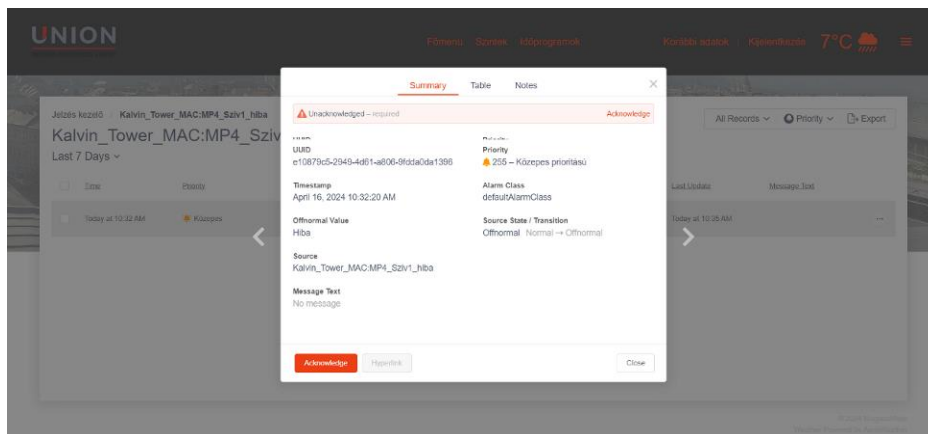 UNION
Főmenü Szintek Időprogramok Korábbi adatok Kijelentkezés 7°C
Jelzés kezelő Kalvin_Tower_MAC:MP4_Sziv1_hiba
Kalvin_Tower_MAC:MP4_Sziv
Last 7 Days
All Records Priority Export
Time Priority Last Update Message Text
Today at 10:32 AM Közepes Today at 10:35 AM
Summary Table Notes
Unacknowledged – required Acknowledge
UUID Priority
e10879c5-2949-4d61-a806-9fdda0da1396 255 – Közepes prioritású
Timestamp Alarm Class
April 16, 2024 10:32:20 AM defaultAlarmClass
Offnormal Value Source State / Transition
Hiba Offnormal Normal → Offnormal
Source
Kalvin_Tower_MAC:MP4_Sziv1_hiba
Message Text
No message
Acknowledge Hyperlink Close